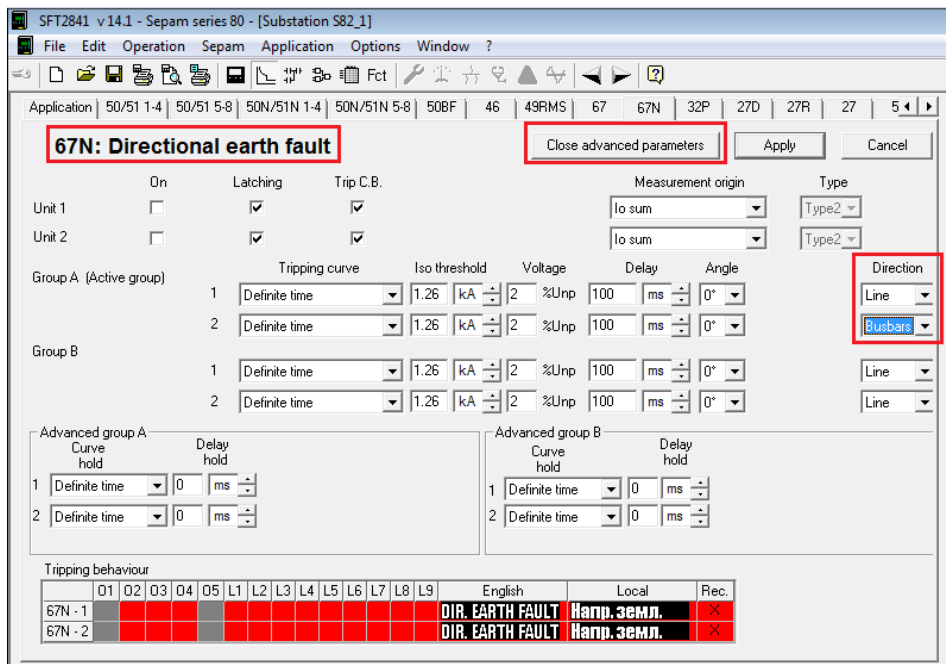 SFT2841 v 14.1 - Sepam series 80 - [Substation S82_1]
File Edit Operation Sepam Application Options Window ?
Fct
Application 50/51 1-4 50/51 5-8 50N/51N 1-4 50N/51N 5-8 50BF 46 49RMS 67 67N 32P 27D 27R 27 5
67N: Directional earth fault Close advanced parameters Apply Cancel
On Latching Trip C.B. Measurement origin Type
Unit 1 Io sum Type2
Unit 2 Io sum Type2
Group A (Active group) Tripping curve Iso threshold Voltage Delay Angle Direction
1 Definite time 1.26 kA 2 %Unp 100 ms 0° Line
2 Definite time 1.26 kA 2 %Unp 100 ms 0° Busbars
Group B
1 Definite time 1.26 kA 2 %Unp 100 ms 0° Line
2 Definite time 1.26 kA 2 %Unp 100 ms 0° Line
Advanced group A
Curve hold Delay hold
1 Definite time 0 ms
2 Definite time 0 ms
Advanced group B
Curve hold Delay hold
1 Definite time 0 ms
2 Definite time 0 ms
Tripping behaviour
O1 O2 O3 O4 O5 L1 L2 L3 L4 L5 L6 L7 L8 L9 English Local Rec.
67N - 1 DIR. EARTH FAULT Напр. земл. X
67N - 2 DIR. EARTH FAULT Напр. земл. X